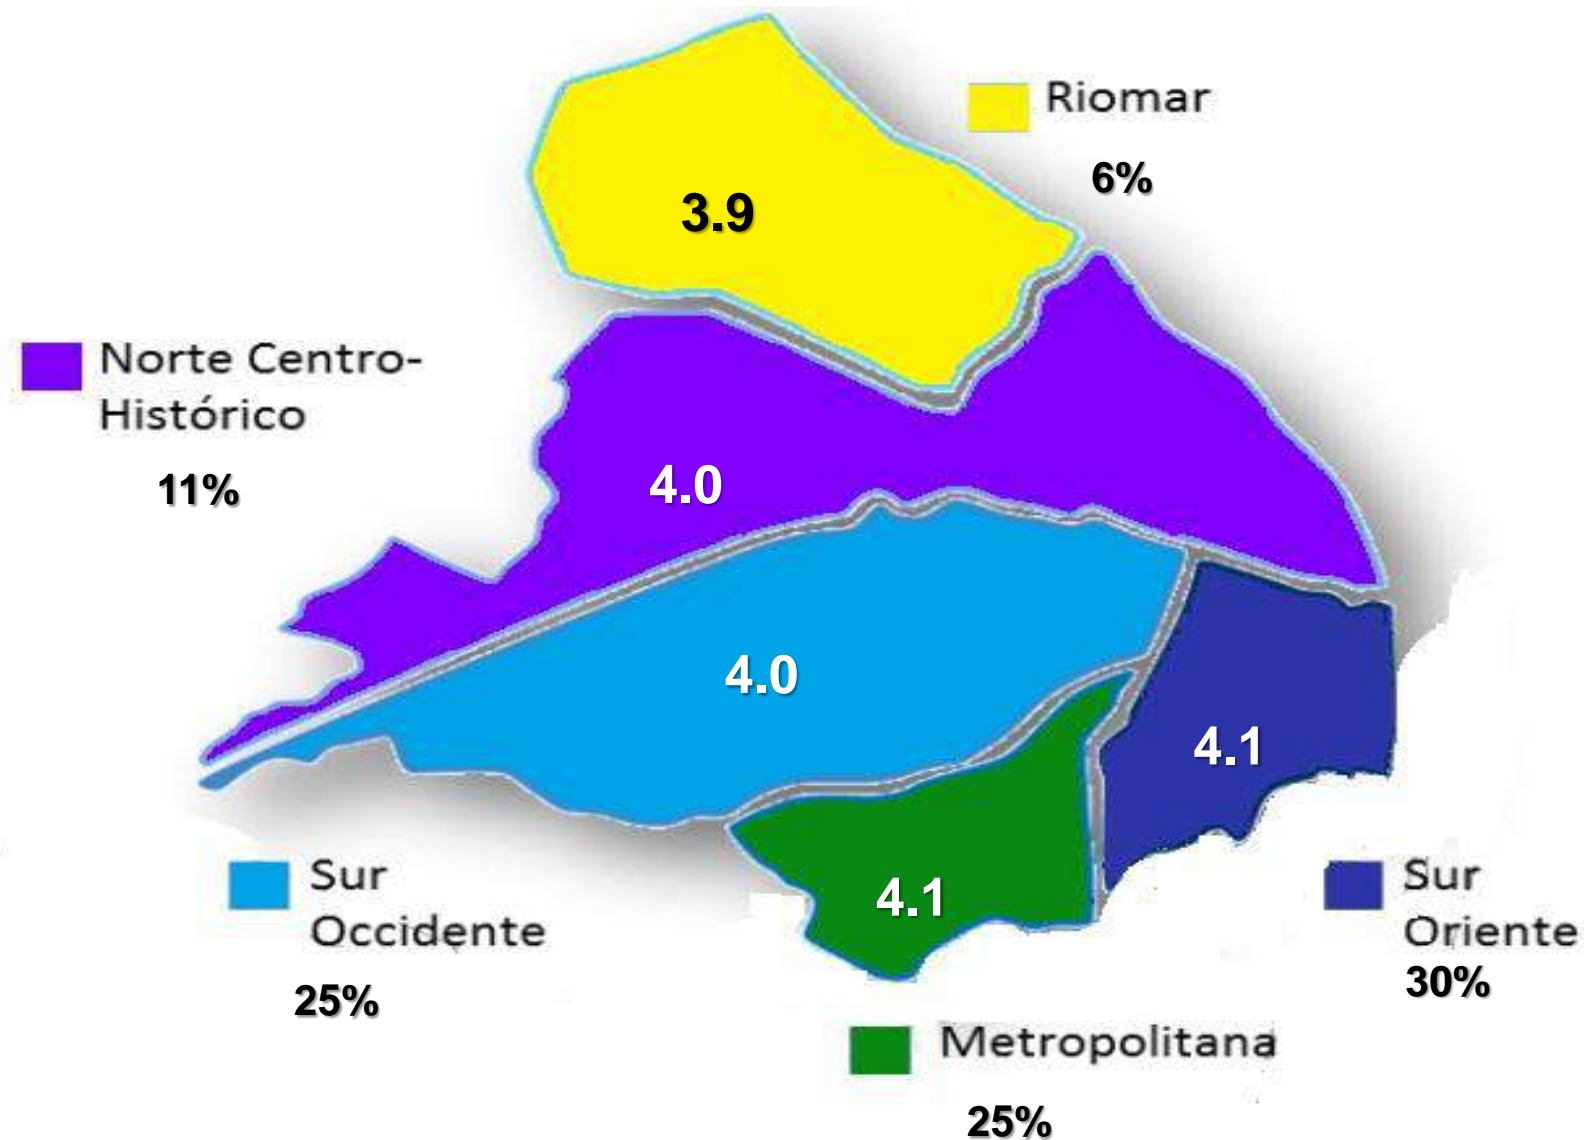 Riomar
6%
3.9
Norte Centro-
Histórico
11%
4.0
4.0
4.1
4.1
Sur
Occidente
25%
Sur
Oriente
30%
Metropolitana
25%